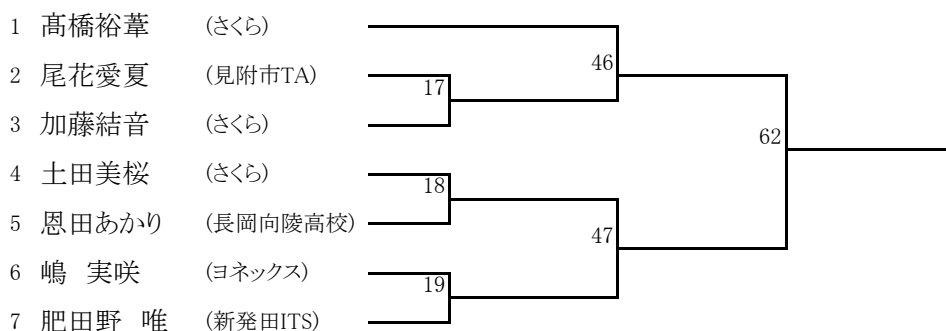 1 髙橋裕葦 (さくら)
46
2 尾花愛夏 (見附市TA)
17
3 加藤結音 (さくら)
62
4 土田美桜 (さくら)
18
5 恩田あかり (長岡向陵高校)
47
6 嶋 実咲 (ヨネックス)
19
7 肥田野 唯 (新発田ITS)